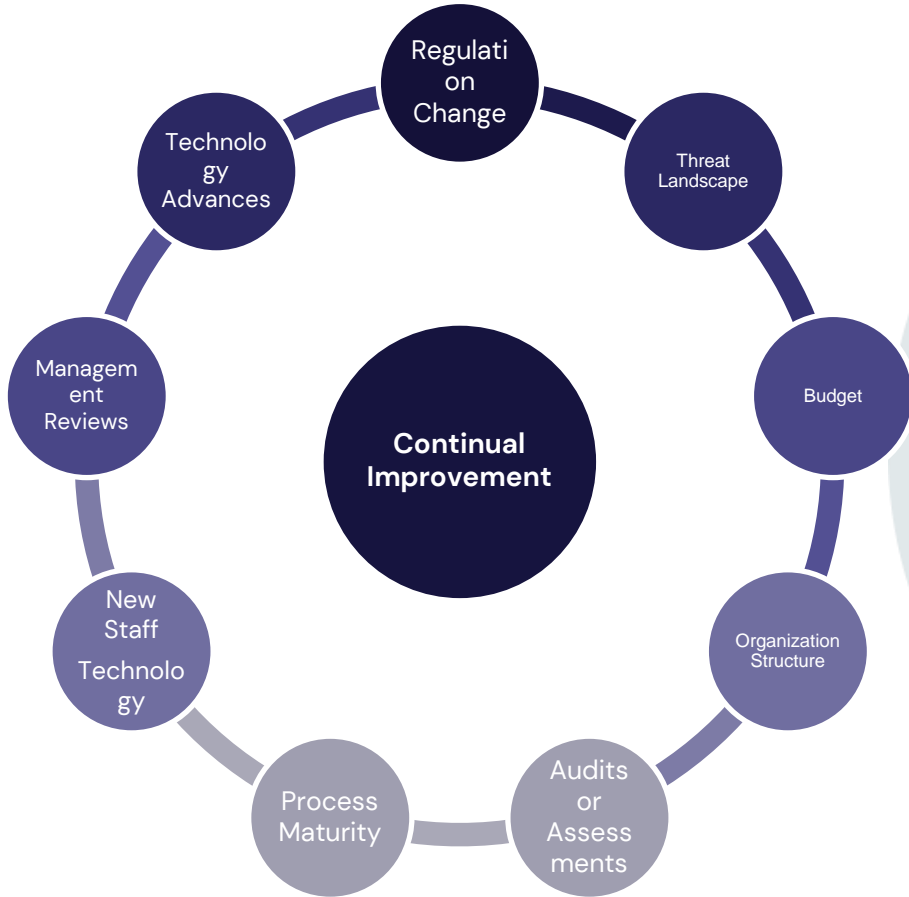 Regulati
on
Change
Threat
Landscape
Budget
Organization
Structure
Audits
or
Assess
ments
Process
Maturity
New
Staff
Technolo
gy
Managem
ent
Reviews
Technolo
gy
Advances
Continual
Improvement